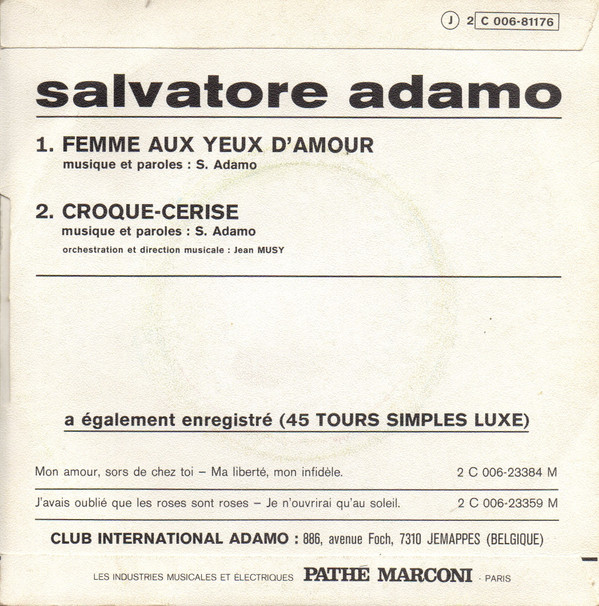 J 2 C 006-81176
salvatore adamo
1. FEMME AUX YEUX D'AMOUR
musique et paroles : S. Adamo
2. CROQUE-CERISE
musique et paroles : S. Adamo
orchestration et direction musicale : Jean MUSY
a également enregistré (45 TOURS SIMPLES LUXE)
Mon amour, sors de chez toi – Ma liberté, mon infidèle. 2 C 006-23384 M
J'avais oublié que les roses sont roses – Je n'ouvrirai qu'au soleil. 2 C 006-23359 M
CLUB INTERNATIONAL ADAMO : 886, avenue Foch, 7310 JEMAPPES (BELGIQUE)
LES INDUSTRIES MUSICALES ET ÉLECTRIQUES PATHÉ MARCONI - PARIS